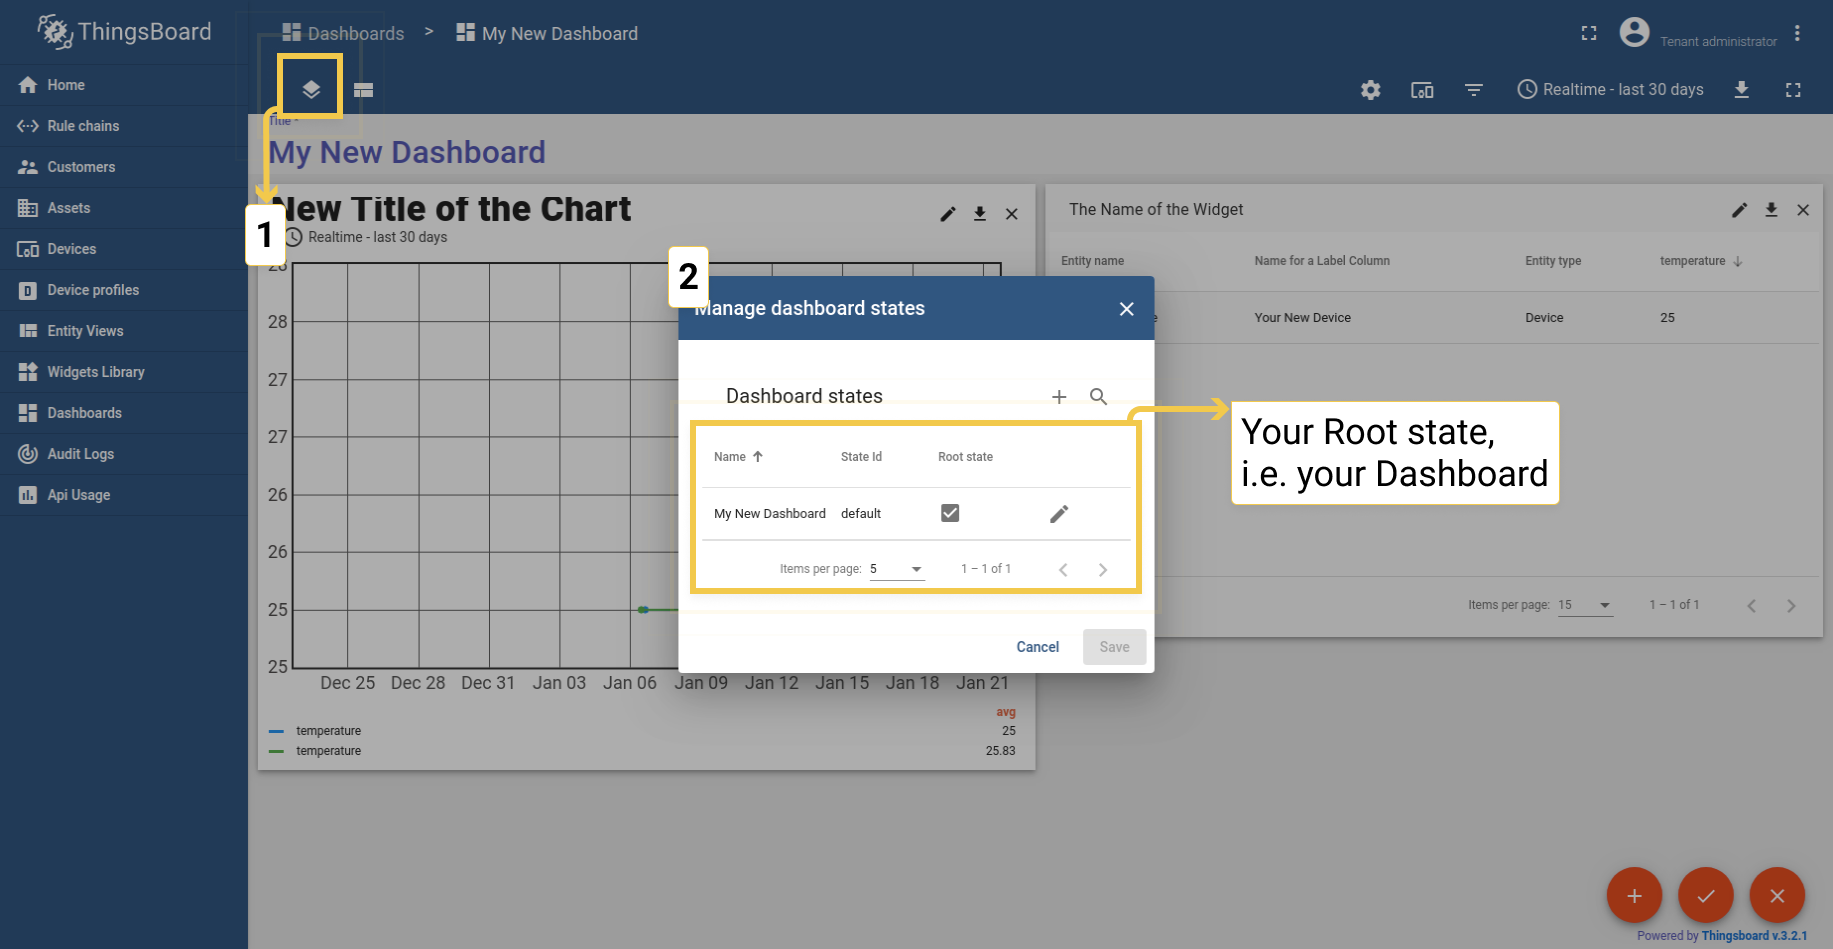 ThingsBoard
Dashboards > My New Dashboard
Tenant administrator
Realtime - last 30 days
Home
Rule chains
Customers
Assets
Devices
Device profiles
Entity Views
Widgets Library
Dashboards
Audit Logs
Api Usage
Title *
My New Dashboard
1
New Title of the Chart
Realtime - last 30 days
28
28
27
27
26
26
25
25
Dec 25 Dec 28 Dec 31 Jan 03 Jan 06 Jan 09 Jan 12 Jan 15 Jan 18 Jan 21
avg
temperature 25
temperature 25.83
The Name of the Widget
Entity name Name for a Label Column Entity type temperature
Your New Device Device 25
Items per page: 15 1 – 1 of 1
2
Manage dashboard states
Dashboard states
Name State Id Root state
My New Dashboard default
Items per page: 5 1 – 1 of 1
Cancel Save
Your Root state,
i.e. your Dashboard
Powered by Thingsboard v.3.2.1